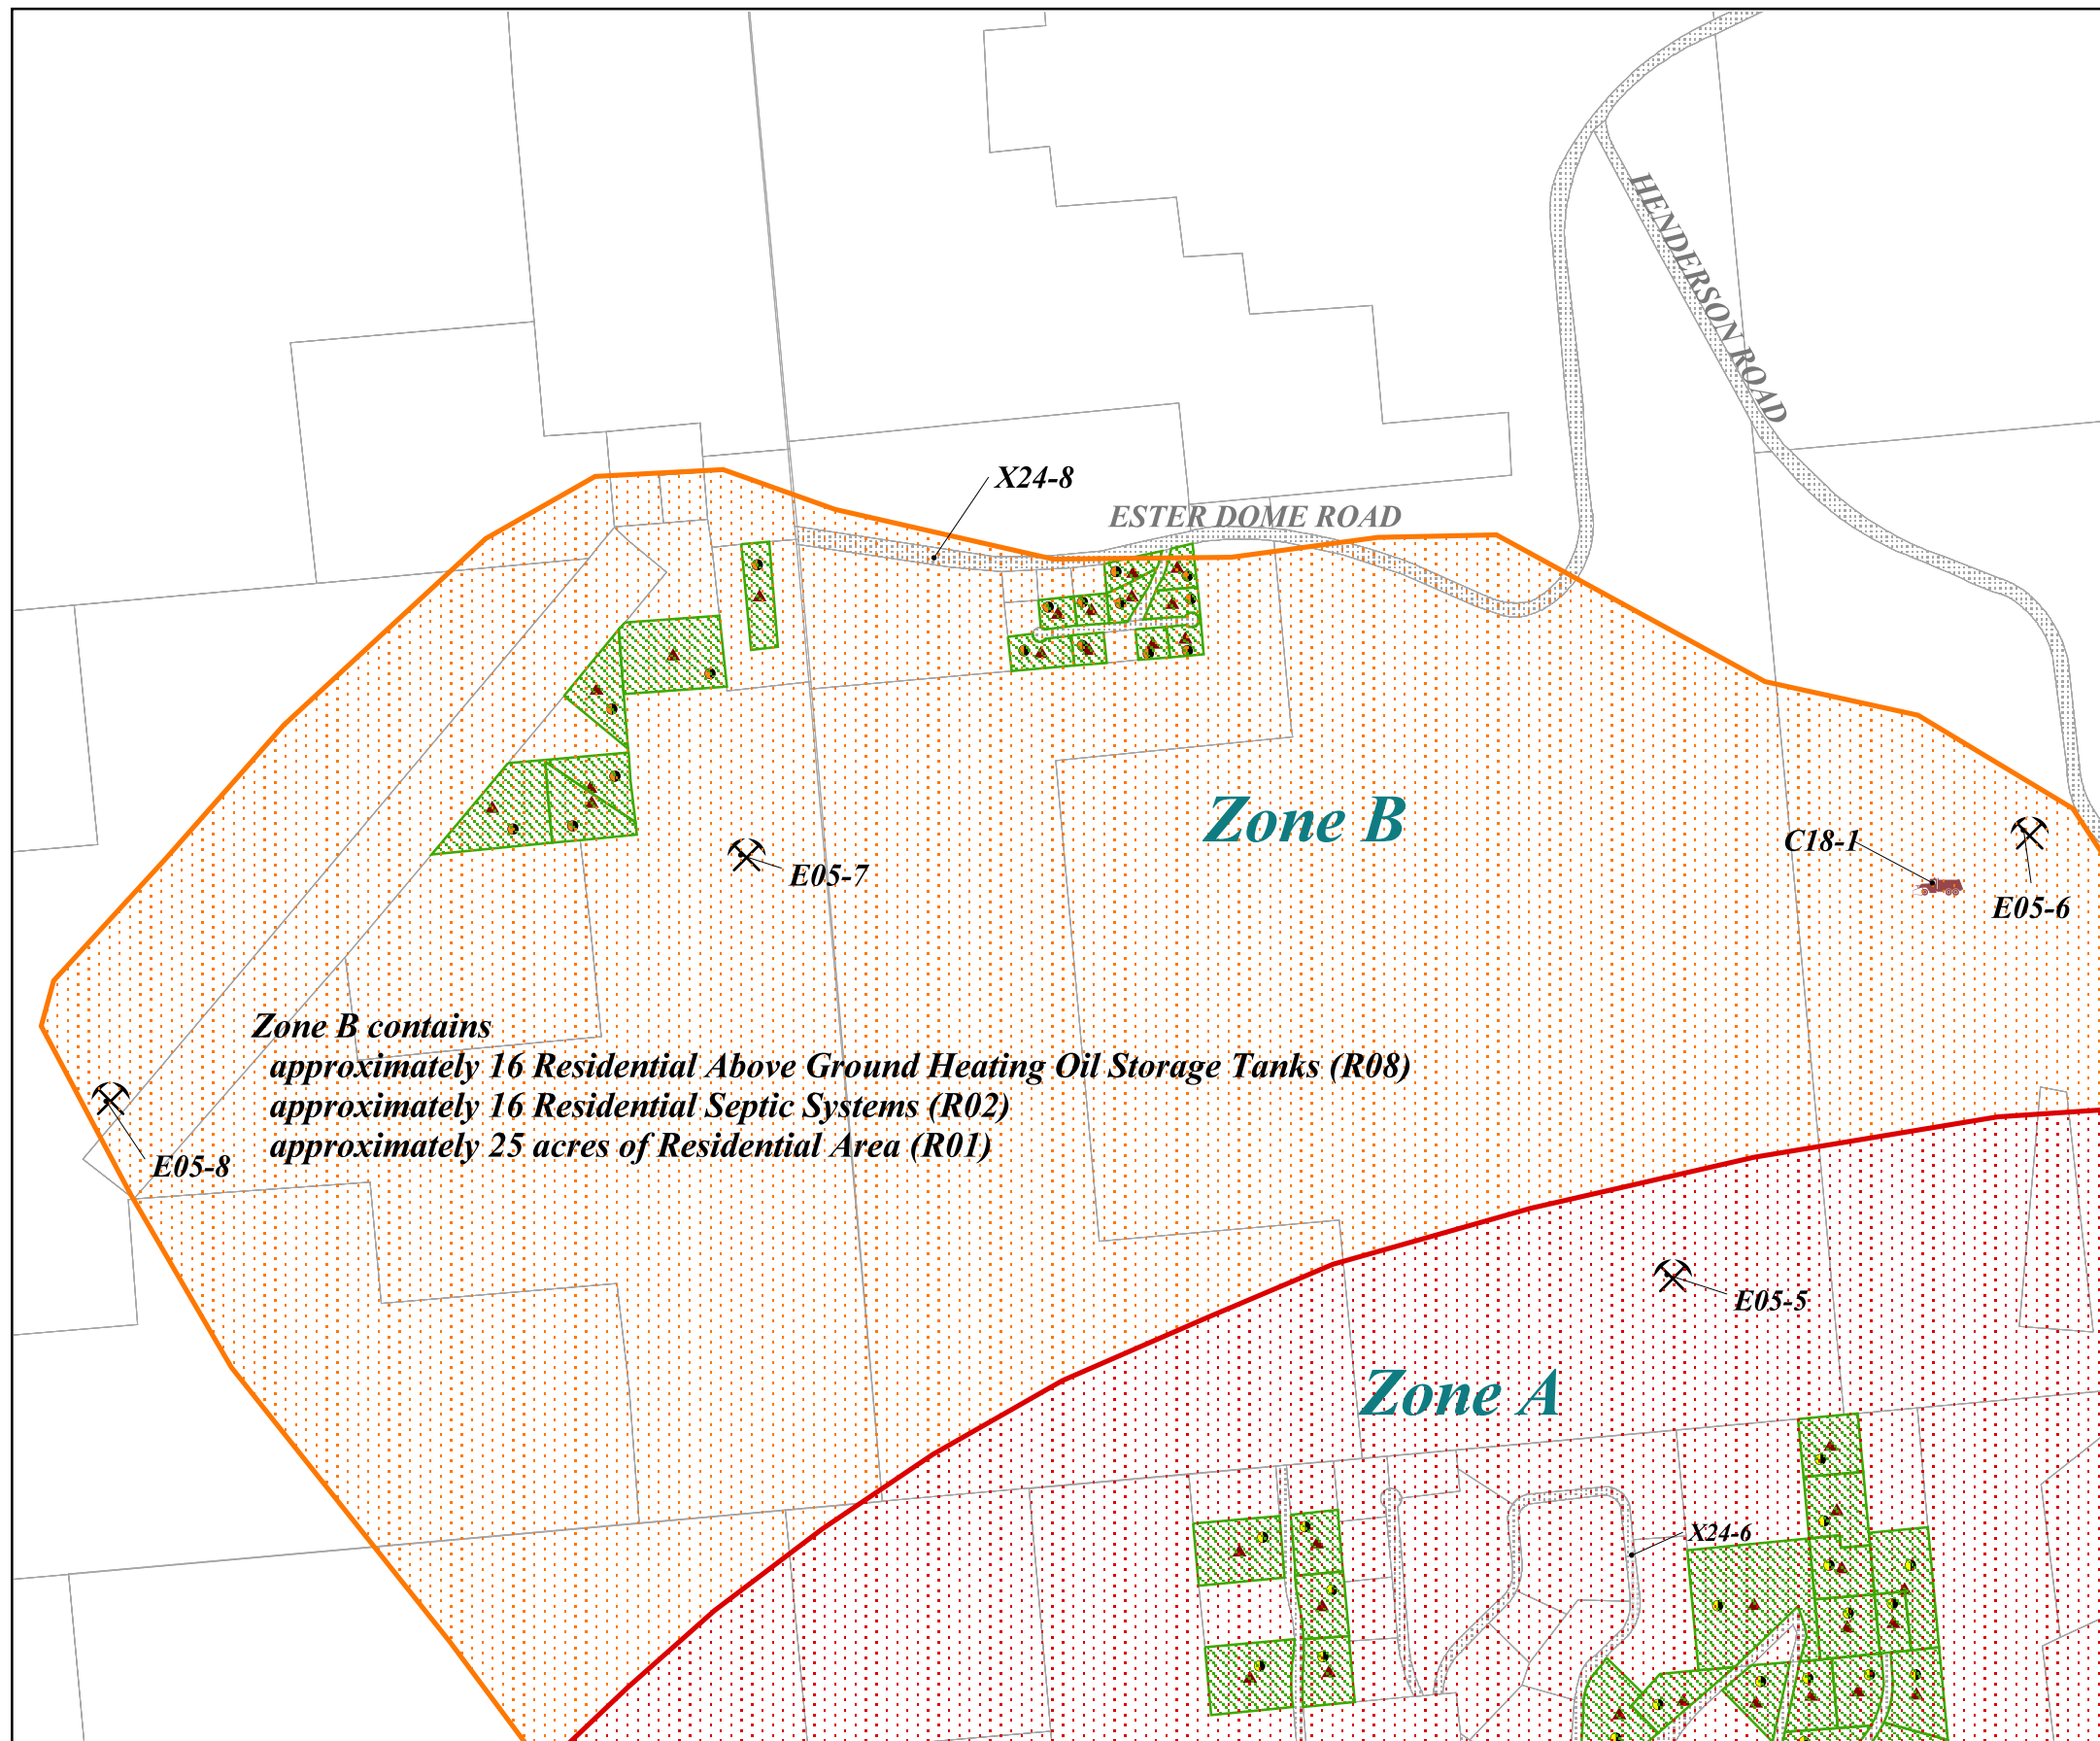 HENDERSON ROAD
X24-8
ESTER DOME ROAD
Zone B
C18-1
E05-7
E05-6
Zone B contains
approximately 16 Residential Above Ground Heating Oil Storage Tanks (R08)
approximately 16 Residential Septic Systems (R02)
approximately 25 acres of Residential Area (R01)
E05-8
E05-5
Zone A
X24-6